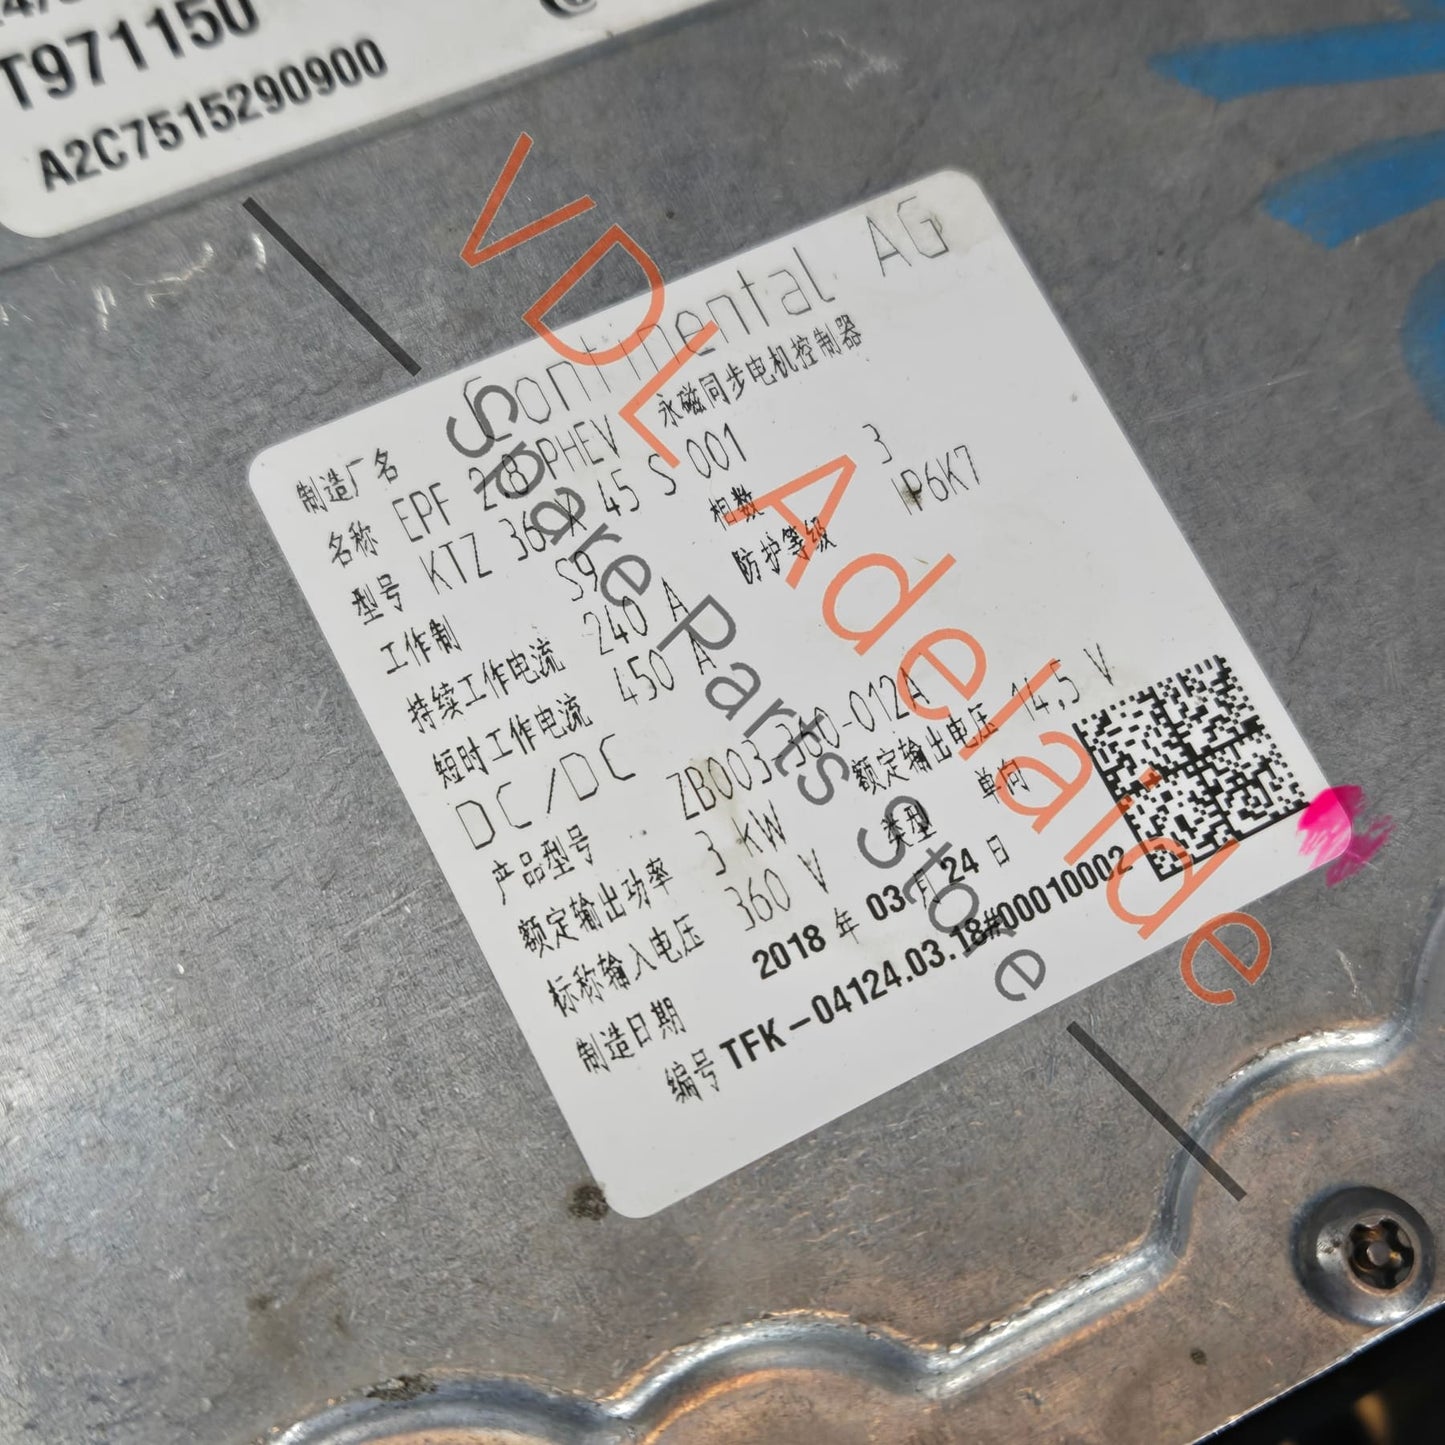 T971150
A2C7515290900
制造厂名 Continental AG
名称 EPF 2.8 PHEV 永磁同步电机控制器
型号 KTZ 36 X 45 S 001
工作制 S9 相数 3
持续工作电流 240 A 防护等级 IP6K7
短时工作电流 450 A
DC/DC
产品型号 ZB003 360-012A
额定输出功率 3 kW 额定输出电压 14,5 V
标称输入电压 360 V 类型 单向
制造日期 2018 年 03 月 24 日
编号 TFK-04124.03.18#00010002
VDL Adelaide
Spare Parts Store